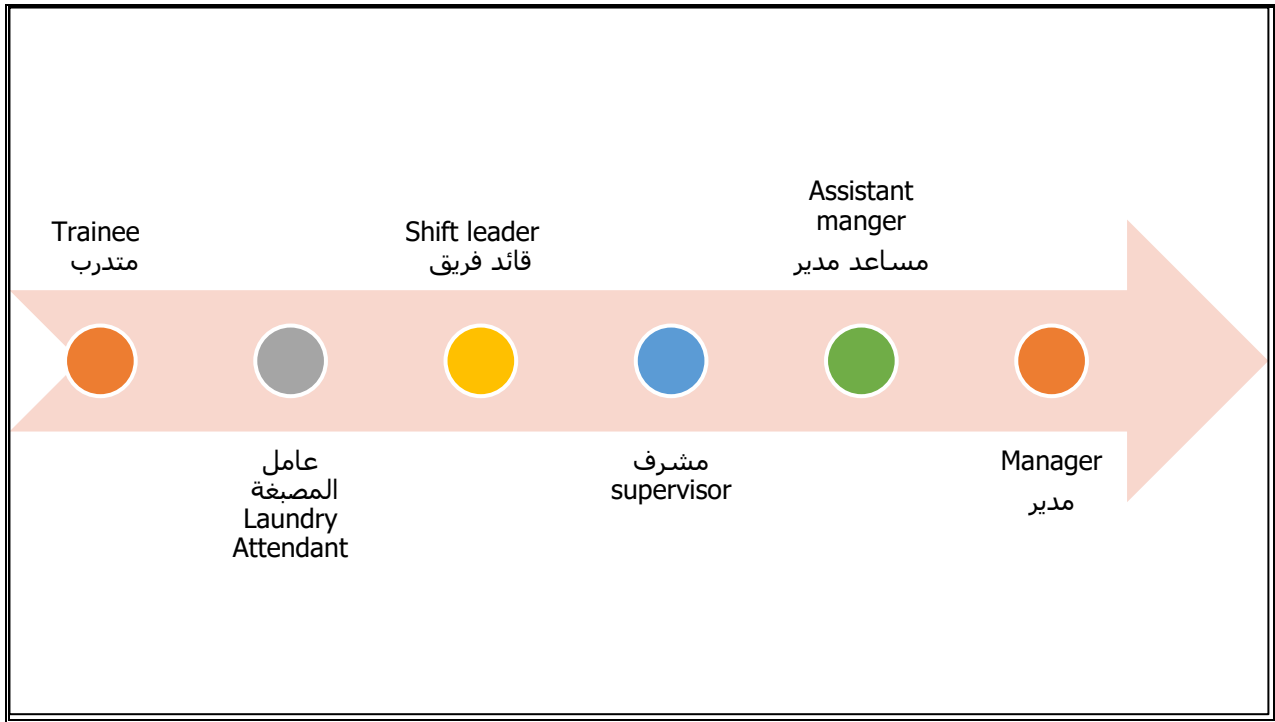 Trainee
متدرب
عامل
المصبغة
Laundry
Attendant
Shift leader
قائد فريق
مشرف
supervisor
Assistant
manger
مساعد مدير
Manager
مدير